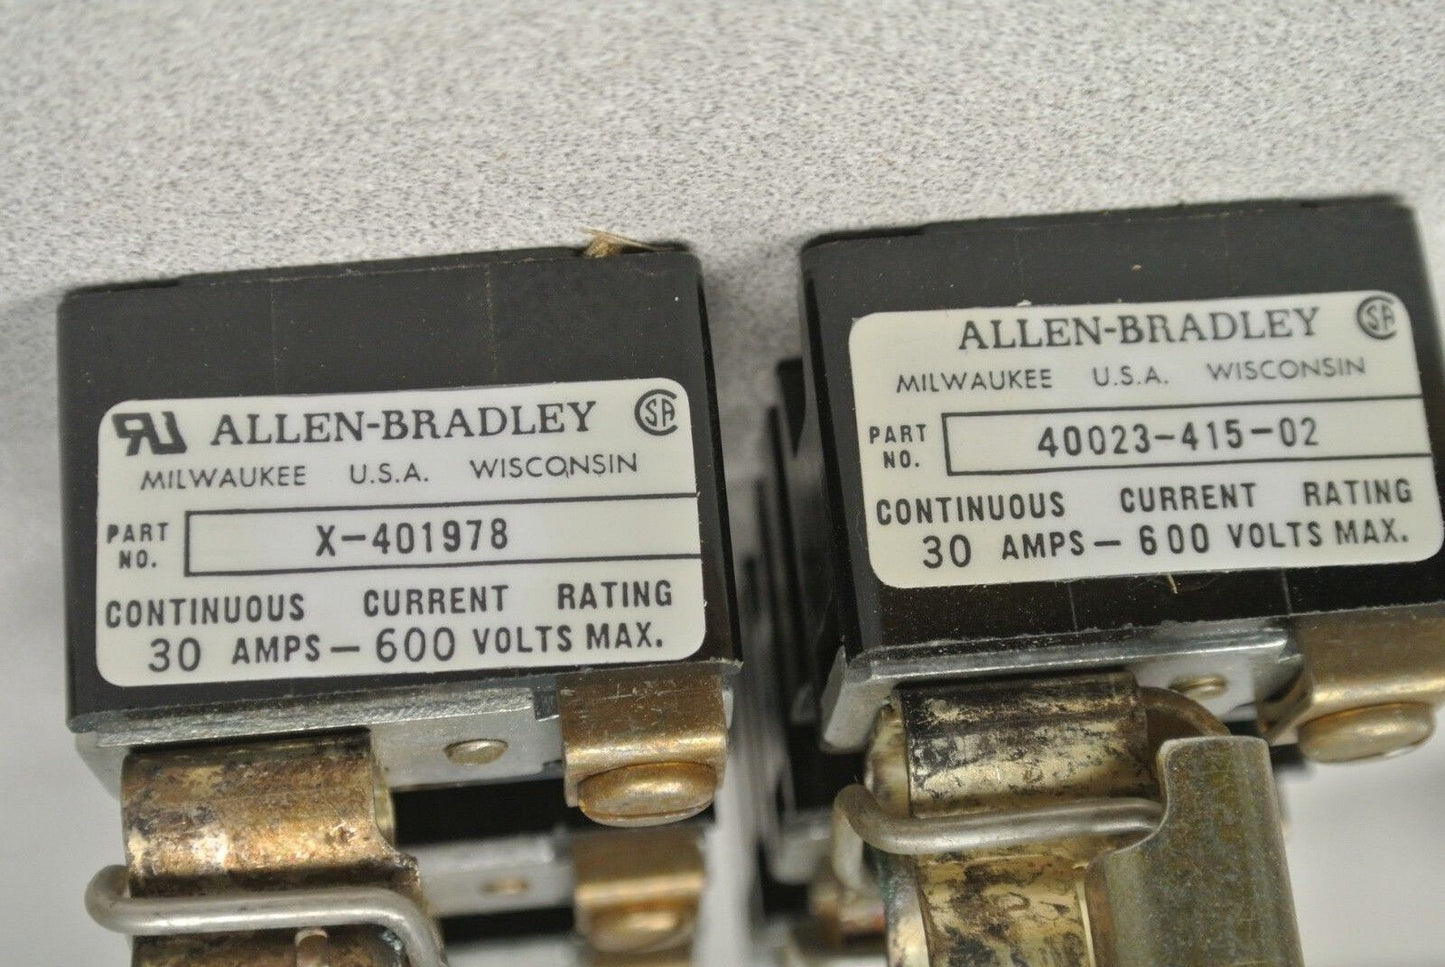 ALLEN-BRADLEY
MILWAUKEE U.S.A. WISCONSIN
PART NO. X-401978
CONTINUOUS CURRENT RATING
30 AMPS-600 VOLTS MAX.
ALLEN-BRADLEY SA
MILWAUKEE U.S.A. WISCONSIN
PART NO. 40023-415-02
CONTINUOUS CURRENT RATING
30 AMPS-600 VOLTS MAX.